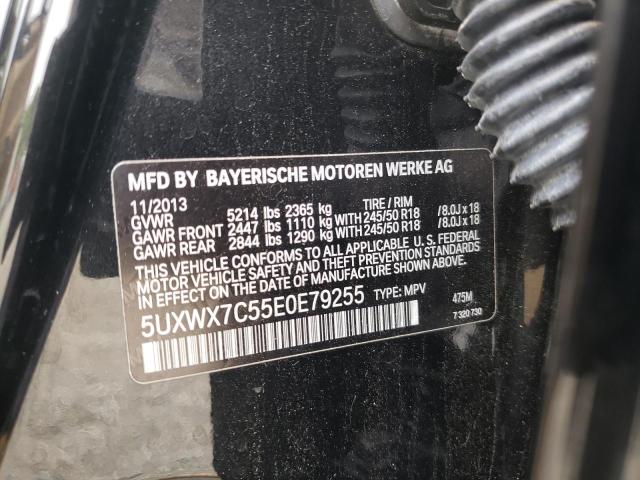 MFD BY BAYERISCHE MOTOREN WERKE AG
11/2013 TIRE / RIM
GVWR 5214 lbs 2365 kg
GAWR FRONT 2447 lbs 1110 kg WITH 245/50 R18 /8.0J x 18
GAWR REAR 2844 lbs 1290 kg WITH 245/50 R18 /8.0J x 18
THIS VEHICLE CONFORMS TO ALL APPLICABLE U. S. FEDERAL
MOTOR VEHICLE SAFETY, BUMPER, AND THEFT PREVENTION
STANDARDS IN EFFECT ON THE DATE OF MANUFACTURE SHOWN ABOVE.
5UXWX7C55E0E79255 TYPE: MPV 475M
7 320 730